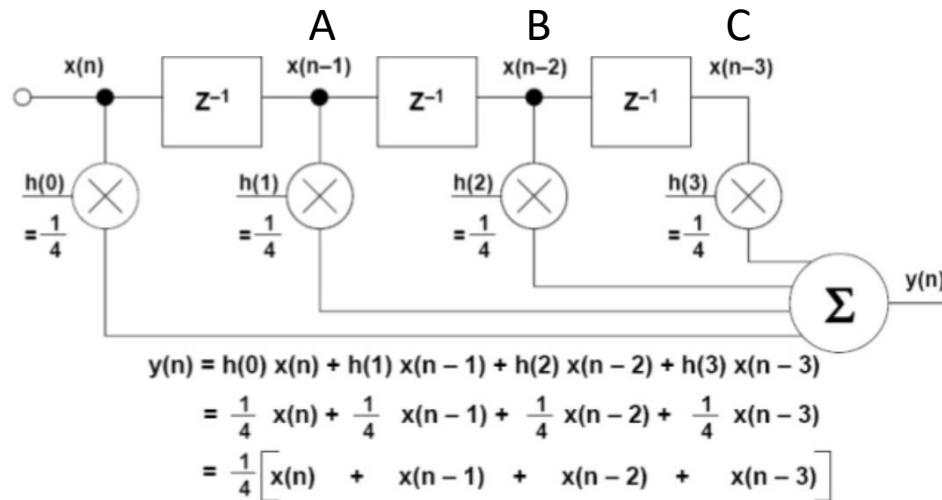 A B C
x(n) x(n–1) x(n–2) x(n–3)
Z⁻¹ Z⁻¹ Z⁻¹
h(0) h(1) h(2) h(3)
= 1/4 = 1/4 = 1/4 = 1/4
y(n)
Σ
y(n) = h(0) x(n) + h(1) x(n – 1) + h(2) x(n – 2) + h(3) x(n – 3)
= 1/4 x(n) + 1/4 x(n – 1) + 1/4 x(n – 2) + 1/4 x(n – 3)
= 1/4 [x(n) + x(n – 1) + x(n – 2) + x(n – 3)]